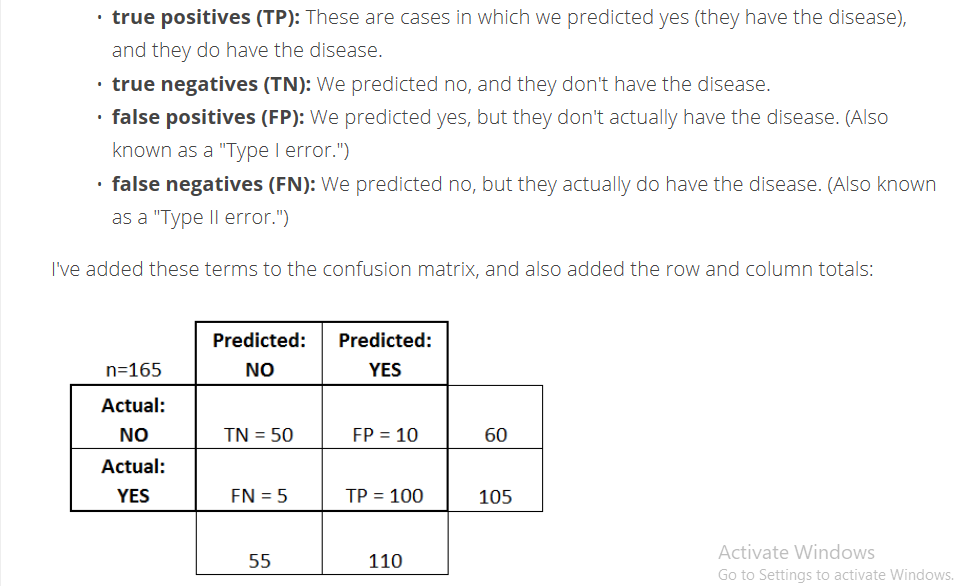 • true positives (TP): These are cases in which we predicted yes (they have the disease),
and they do have the disease.
• true negatives (TN): We predicted no, and they don't have the disease.
• false positives (FP): We predicted yes, but they don't actually have the disease. (Also
known as a "Type I error.")
• false negatives (FN): We predicted no, but they actually do have the disease. (Also known
as a "Type II error.")
I've added these terms to the confusion matrix, and also added the row and column totals:
Predicted: Predicted:
n=165 NO YES
Actual:
NO TN = 50 FP = 10 60
Actual:
YES FN = 5 TP = 100 105
55 110
Activate Windows
Go to Settings to activate Windows.